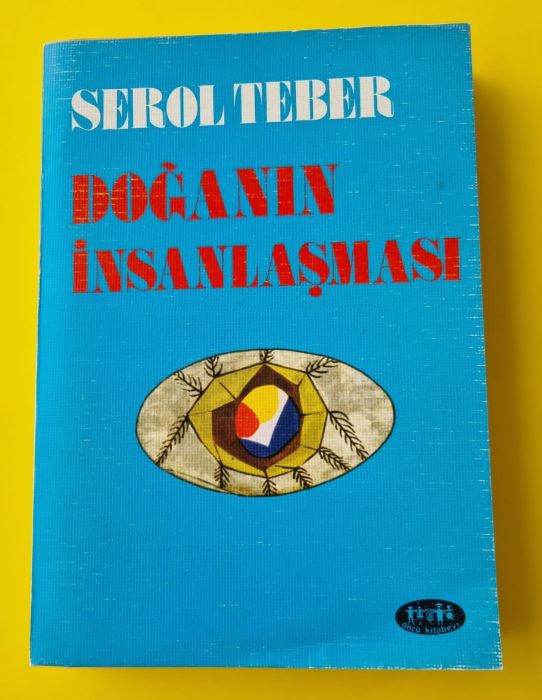 SEROL TEBER
DOĞANIN
İNSANLAŞMASI
öncü kitabevi